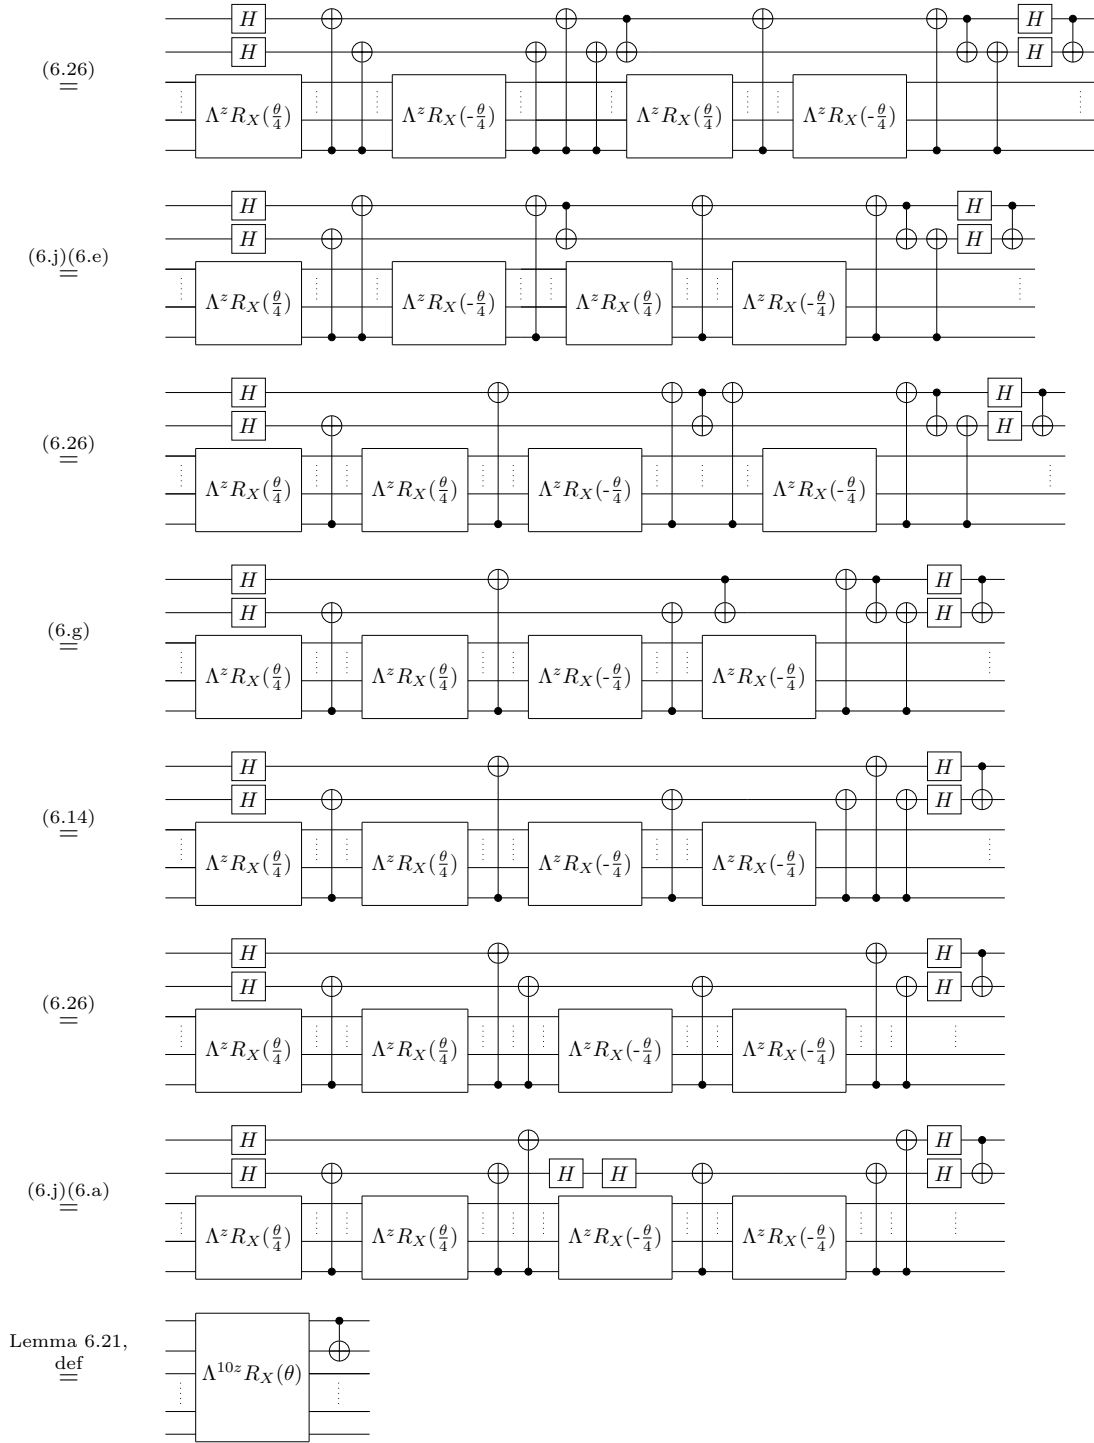 H H
(6.26)
=
Λ^z R_X(θ/4) Λ^z R_X(-θ/4) Λ^z R_X(θ/4) Λ^z R_X(-θ/4)
H H
H H
(6.j)(6.e)
=
Λ^z R_X(θ/4) Λ^z R_X(-θ/4) Λ^z R_X(θ/4) Λ^z R_X(-θ/4)
H H
H H
(6.26)
=
Λ^z R_X(θ/4) Λ^z R_X(θ/4) Λ^z R_X(-θ/4) Λ^z R_X(-θ/4)
H H
H H
(6.g)
=
Λ^z R_X(θ/4) Λ^z R_X(θ/4) Λ^z R_X(-θ/4) Λ^z R_X(-θ/4)
H H
H H
(6.14)
=
Λ^z R_X(θ/4) Λ^z R_X(θ/4) Λ^z R_X(-θ/4) Λ^z R_X(-θ/4)
H H
H H
(6.26)
=
Λ^z R_X(θ/4) Λ^z R_X(θ/4) Λ^z R_X(-θ/4) Λ^z R_X(-θ/4)
H H
H H H H
(6.j)(6.a)
=
Λ^z R_X(θ/4) Λ^z R_X(θ/4) Λ^z R_X(-θ/4) Λ^z R_X(-θ/4)
Lemma 6.21,
def
=
Λ^{10z} R_X(θ)